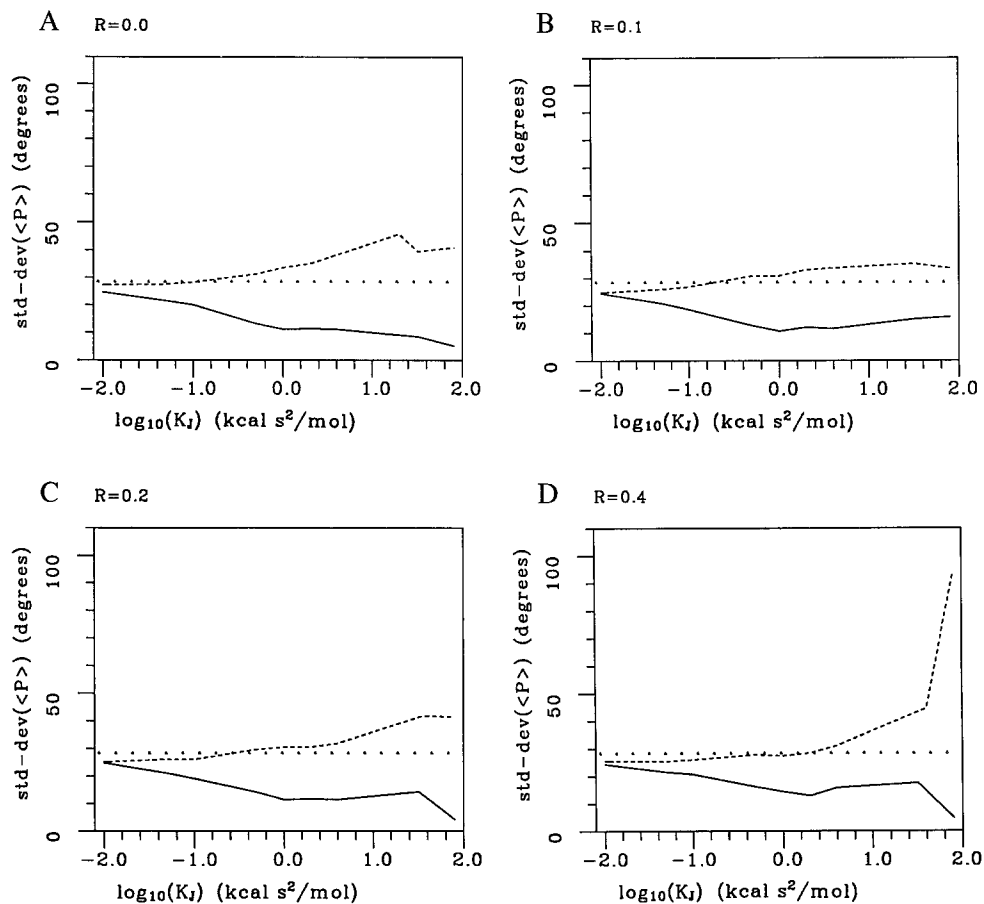 A R=0.0
std-dev(<P>) (degrees)
100
50
0
-2.0 -1.0 0.0 1.0 2.0
log₁₀(K_J) (kcal s²/mol)
B R=0.1
std-dev(<P>) (degrees)
100
50
0
-2.0 -1.0 0.0 1.0 2.0
log₁₀(K_J) (kcal s²/mol)
C R=0.2
std-dev(<P>) (degrees)
100
50
0
-2.0 -1.0 0.0 1.0 2.0
log₁₀(K_J) (kcal s²/mol)
D R=0.4
std-dev(<P>) (degrees)
100
50
0
-2.0 -1.0 0.0 1.0 2.0
log₁₀(K_J) (kcal s²/mol)